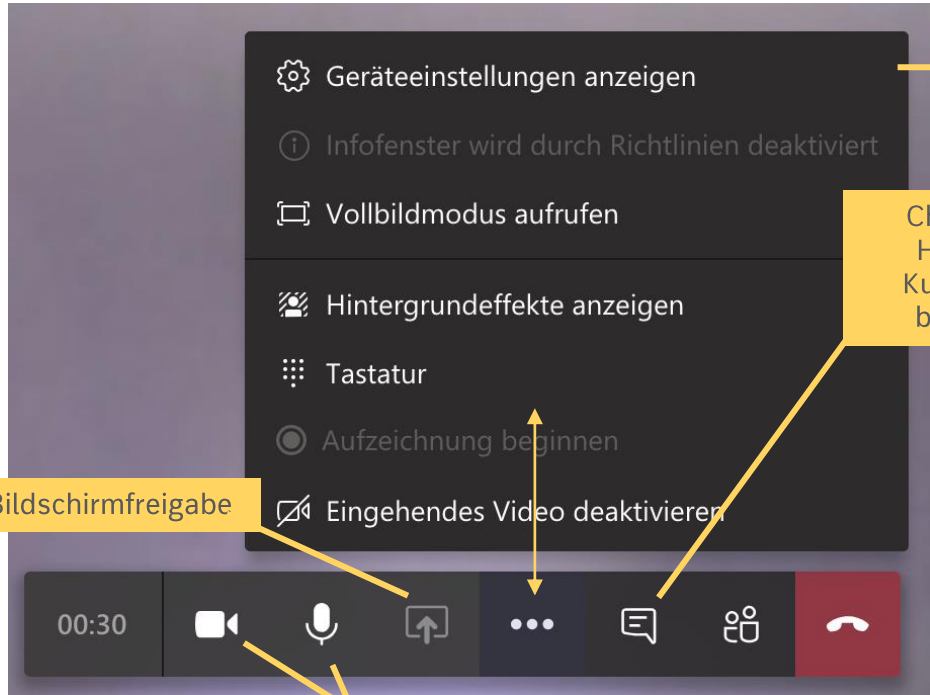 Geräteeinstellungen anzeigen
Infofenster wird durch Richtlinien deaktiviert
Vollbildmodus aufrufen
Hintergrundeffekte anzeigen
Tastatur
Aufzeichnung beginnen
Eingehendes Video deaktivieren
Bildschirmfreigabe
00:30